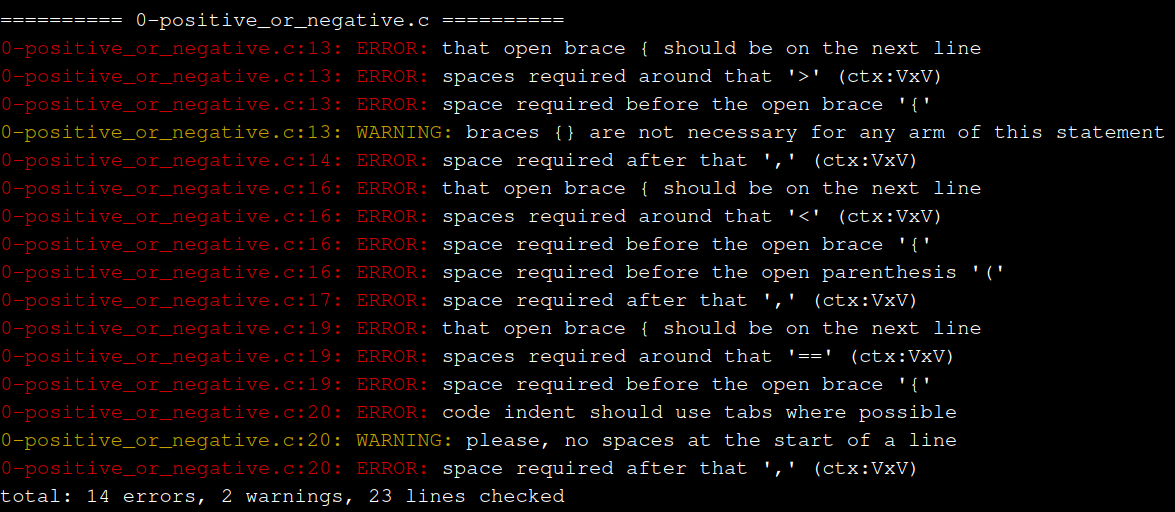 ========== 0-positive_or_negative.c ==========
0-positive_or_negative.c:13: ERROR: that open brace { should be on the next line
0-positive_or_negative.c:13: ERROR: spaces required around that '>' (ctx:VxV)
0-positive_or_negative.c:13: ERROR: space required before the open brace '{'
0-positive_or_negative.c:13: WARNING: braces {} are not necessary for any arm of this statement
0-positive_or_negative.c:14: ERROR: space required after that ',' (ctx:VxV)
0-positive_or_negative.c:16: ERROR: that open brace { should be on the next line
0-positive_or_negative.c:16: ERROR: spaces required around that '<' (ctx:VxV)
0-positive_or_negative.c:16: ERROR: space required before the open brace '{'
0-positive_or_negative.c:16: ERROR: space required before the open parenthesis '('
0-positive_or_negative.c:17: ERROR: space required after that ',' (ctx:VxV)
0-positive_or_negative.c:19: ERROR: that open brace { should be on the next line
0-positive_or_negative.c:19: ERROR: spaces required around that '==' (ctx:VxV)
0-positive_or_negative.c:19: ERROR: space required before the open brace '{'
0-positive_or_negative.c:20: ERROR: code indent should use tabs where possible
0-positive_or_negative.c:20: WARNING: please, no spaces at the start of a line
0-positive_or_negative.c:20: ERROR: space required after that ',' (ctx:VxV)
total: 14 errors, 2 warnings, 23 lines checked